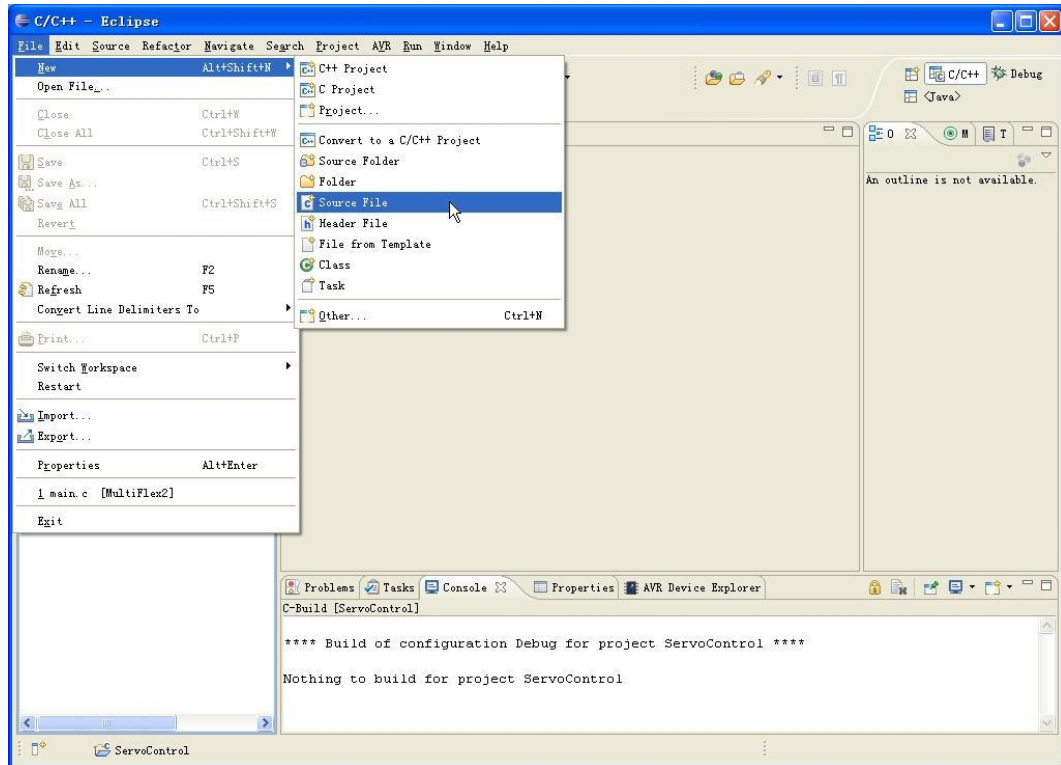 C/C++ - Eclipse
File Edit Source Refactor Navigate Search Project AVR Run Window Help
New Alt+Shift+N
Open File...
Close Ctrl+W
Close All Ctrl+Shift+W
Save Ctrl+S
Save As...
Save All Ctrl+Shift+S
Revert
Move...
Rename... F2
Refresh F5
Convert Line Delimiters To
Print... Ctrl+P
Switch Workspace
Restart
Import...
Export...
Properties Alt+Enter
1 main.c [MultiFlex2]
Exit
C++ Project
C Project
Project...
Convert to a C/C++ Project
Source Folder
Folder
Source File
Header File
File from Template
Class
Task
Other... Ctrl+N
C/C++ Debug
<Java>
O M T
An outline is not available.
Problems Tasks Console Properties AVR Device Explorer
C-Build [ServoControl]
**** Build of configuration Debug for project ServoControl ****
Nothing to build for project ServoControl
ServoControl